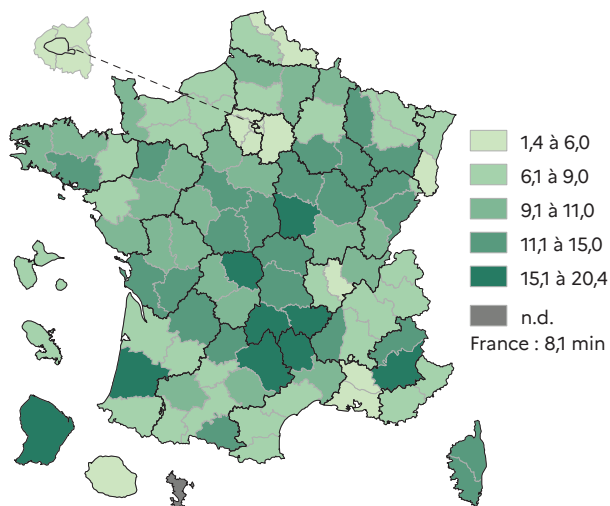 1,4 à 6,0
6,1 à 9,0
9,1 à 11,0
11,1 à 15,0
15,1 à 20,4
n.d.
France : 8,1 min